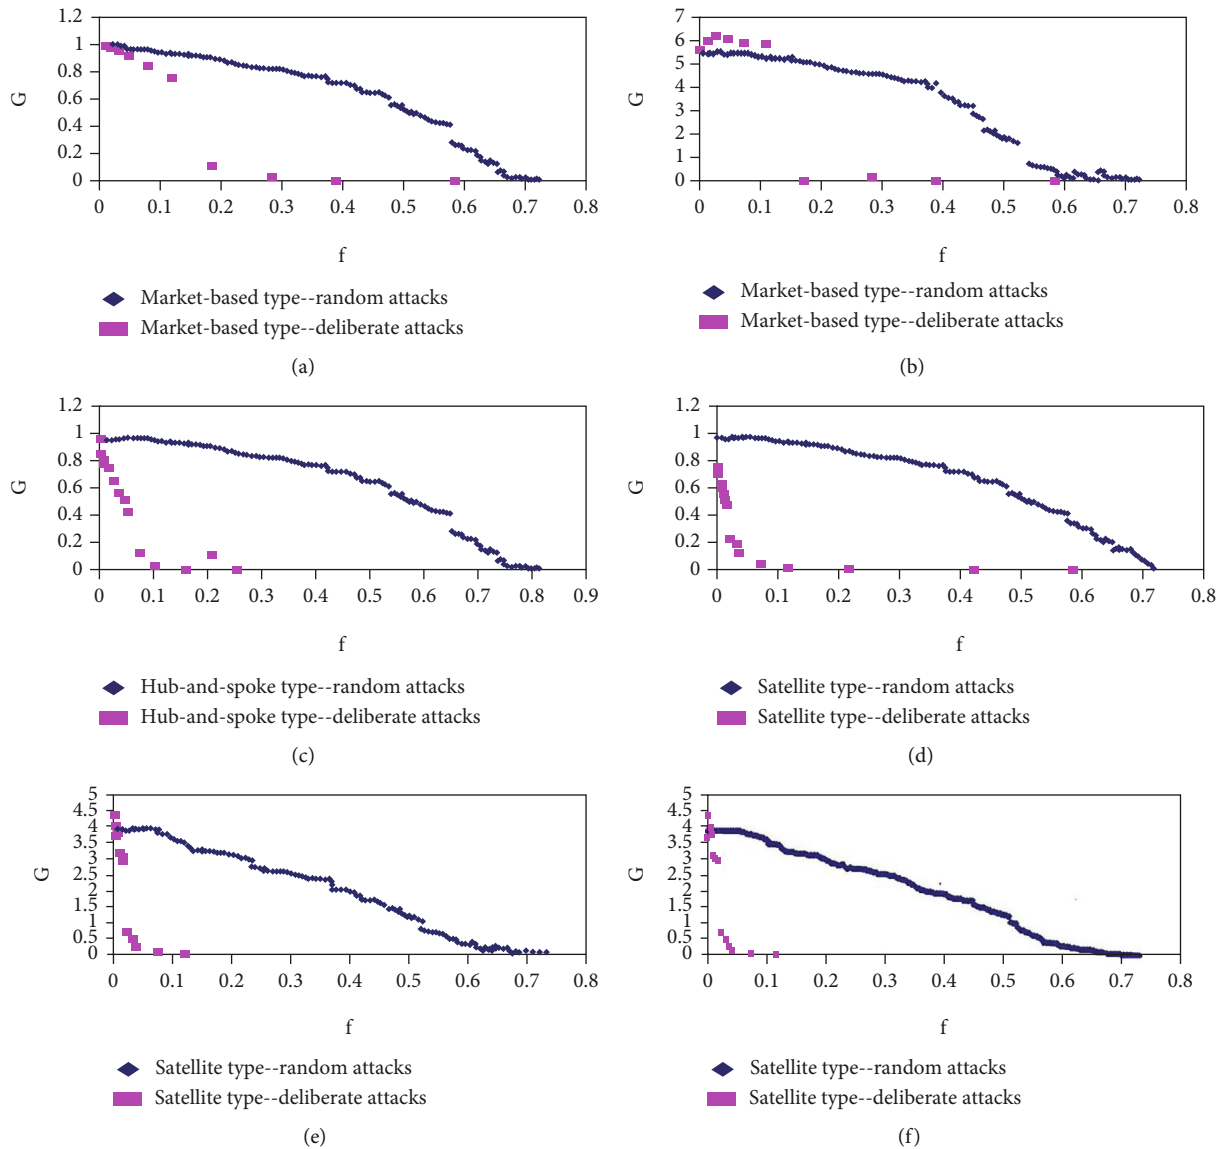 1.2
1
0.8
0.6
0.4
0.2
0
G
0 0.1 0.2 0.3 0.4 0.5 0.6 0.7 0.8
f
Market-based type--random attacks
Market-based type--deliberate attacks
(a)
7
6
5
4
3
2
1
0
G
0 0.1 0.2 0.3 0.4 0.5 0.6 0.7 0.8
f
Market-based type--random attacks
Market-based type--deliberate attacks
(b)
1.2
1
0.8
0.6
0.4
0.2
0
G
0 0.1 0.2 0.3 0.4 0.5 0.6 0.7 0.8 0.9
f
Hub-and-spoke type--random attacks
Hub-and-spoke type--deliberate attacks
(c)
1.2
1
0.8
0.6
0.4
0.2
0
G
0 0.1 0.2 0.3 0.4 0.5 0.6 0.7 0.8
f
Satellite type--random attacks
Satellite type--deliberate attacks
(d)
5
4.5
4
3.5
3
2.5
2
1.5
1
0.5
0
G
0 0.1 0.2 0.3 0.4 0.5 0.6 0.7 0.8
f
Satellite type--random attacks
Satellite type--deliberate attacks
(e)
5
4.5
4
3.5
3
2.5
2
1.5
1
0.5
0
G
0 0.1 0.2 0.3 0.4 0.5 0.6 0.7 0.8
f
Satellite type--random attacks
Satellite type--deliberate attacks
(f)